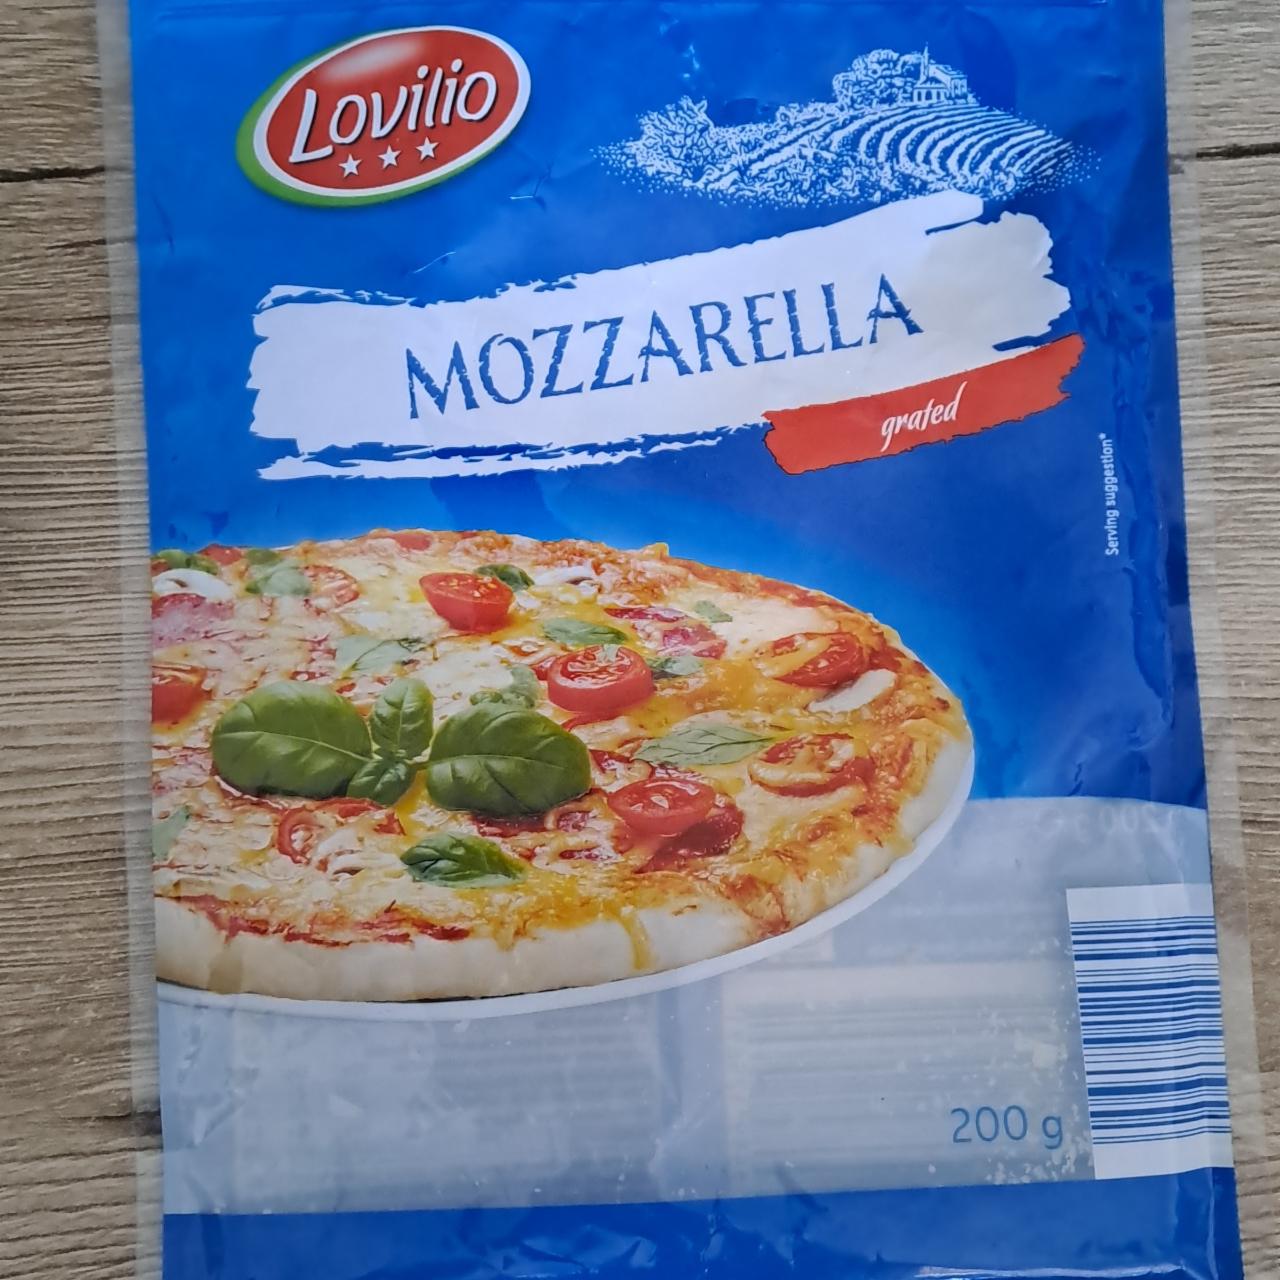 Lovilio
MOZZARELLA
grated
Serving suggestion*
200 g